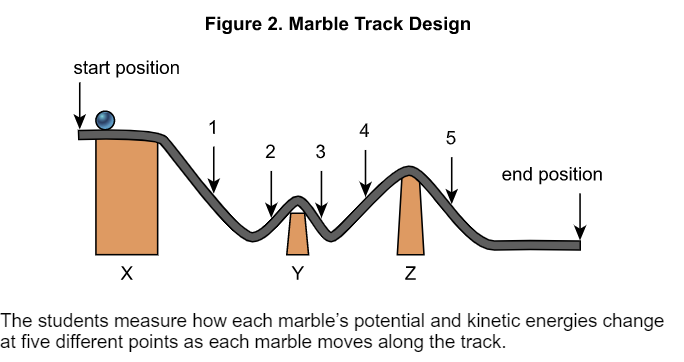 Figure 2. Marble Track Design
start position
1
2
3
4
5
end position
X
Y
Z
The students measure how each marble’s potential and kinetic energies change
at five different points as each marble moves along the track.